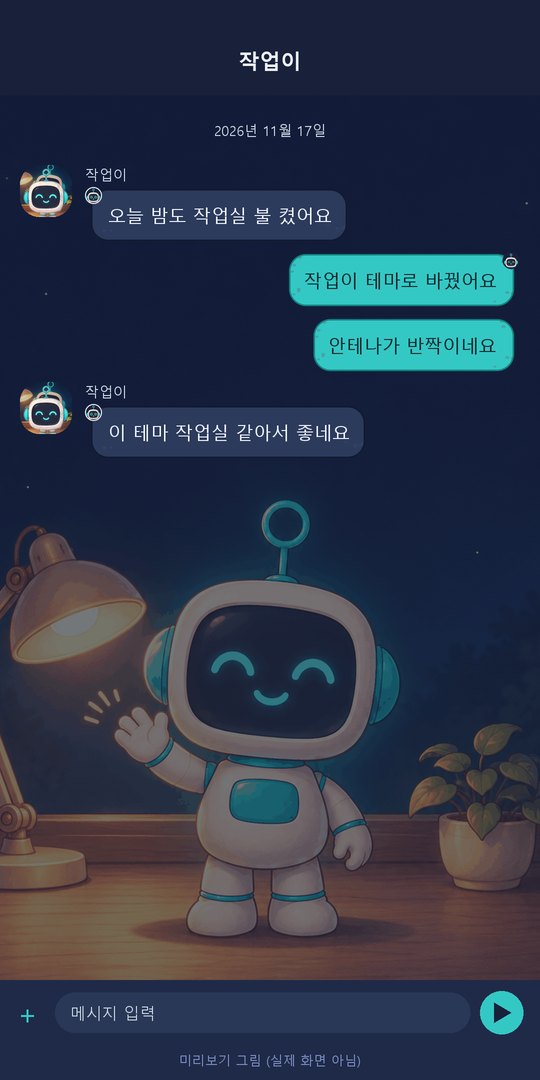 작업이
2026년 11월 17일
작업이
오늘 밤도 작업실 불 켰어요
작업이 테마로 바꿨어요
안테나가 반짝이네요
작업이
이 테마 작업실 같아서 좋네요
메시지 입력
미리보기 그림 (실제 화면 아님)